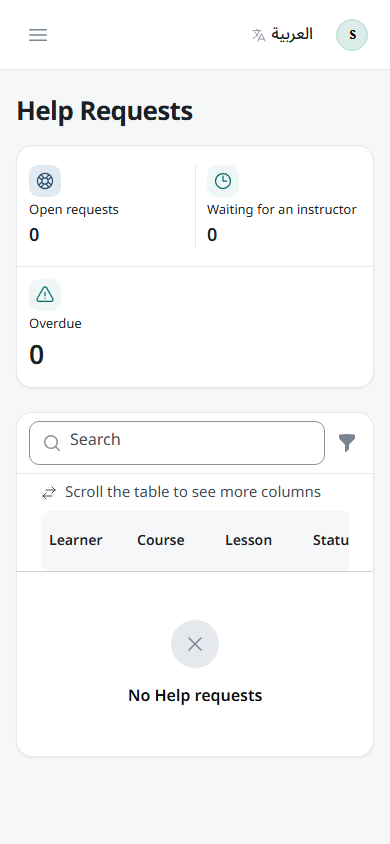 العربية
S
Help Requests
Open requests
0
Waiting for an instructor
0
Overdue
0
Search
Scroll the table to see more columns
Learner Course Lesson Statu
No Help requests